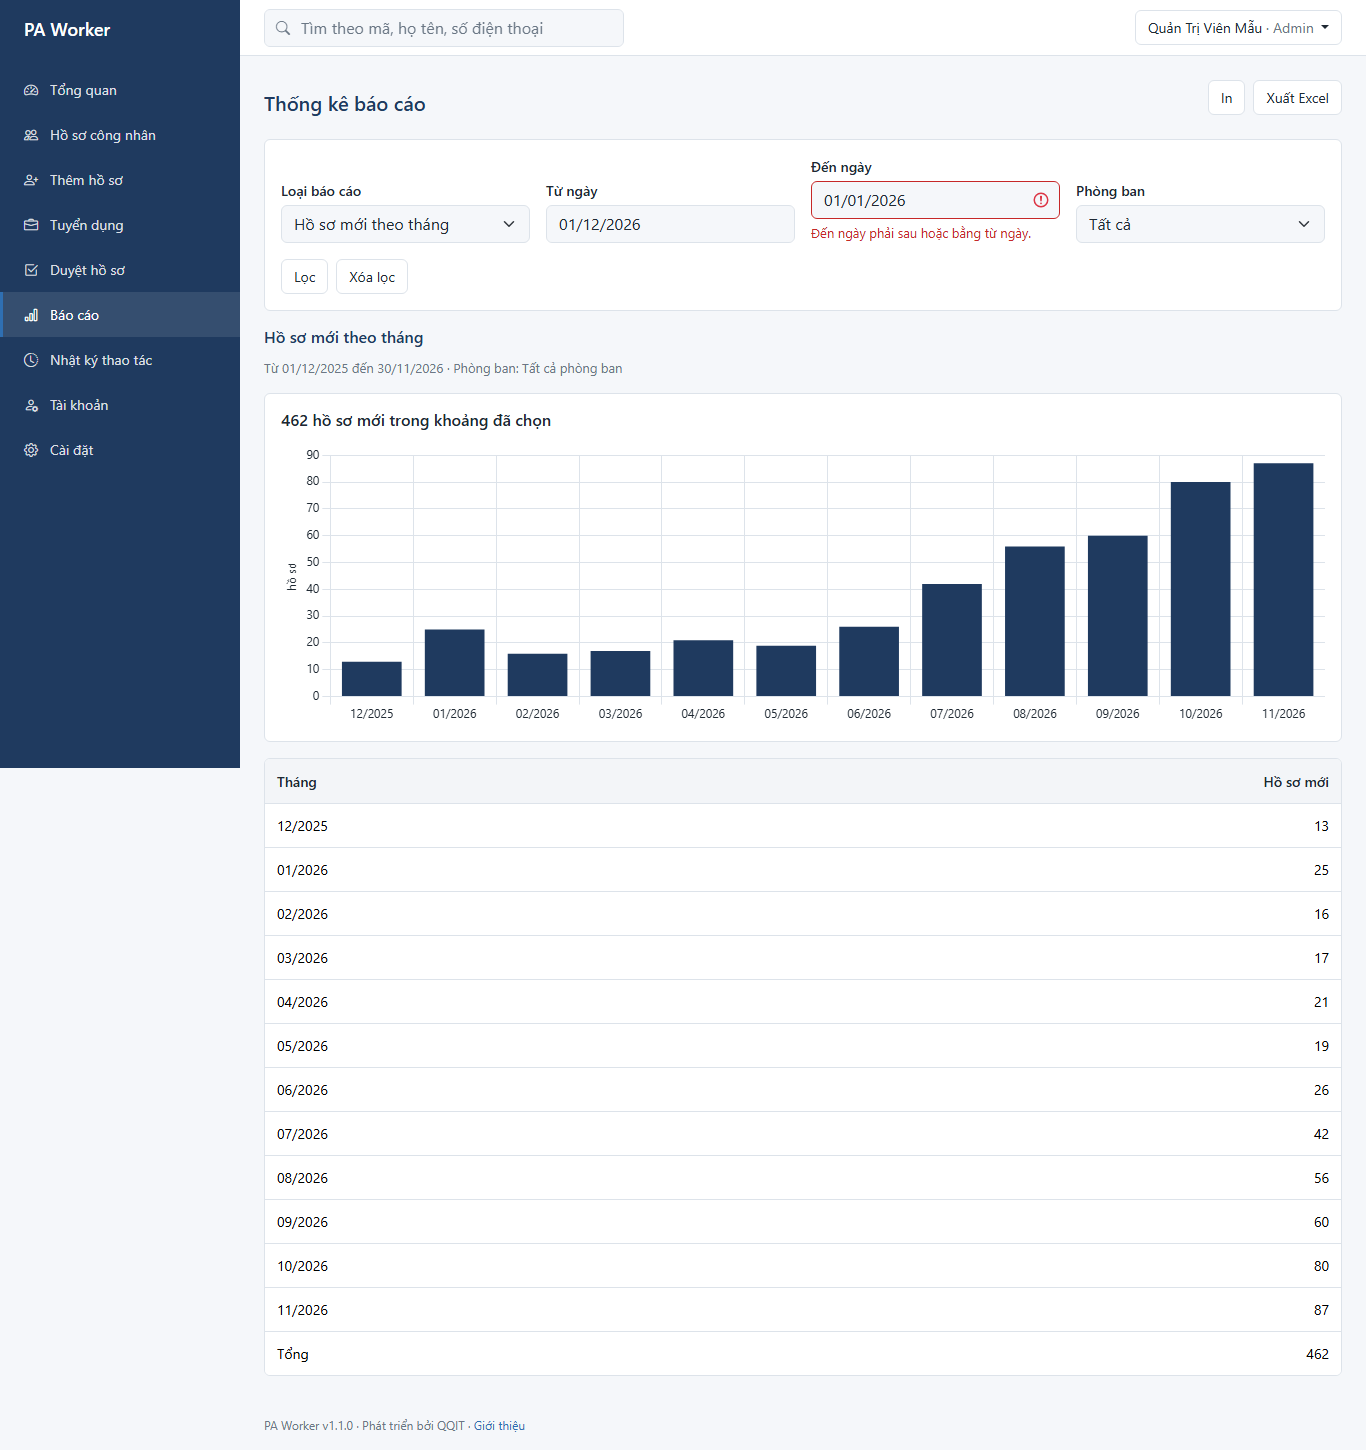 PA Worker
Tìm theo mã, họ tên, số điện thoại
Quản Trị Viên Mẫu · Admin
Tổng quan
Hồ sơ công nhân
Thêm hồ sơ
Tuyển dụng
Duyệt hồ sơ
Báo cáo
Nhật ký thao tác
Tài khoản
Cài đặt
Thống kê báo cáo
In
Xuất Excel
Loại báo cáo
Hồ sơ mới theo tháng
Từ ngày
01/12/2026
Đến ngày
01/01/2026
Đến ngày phải sau hoặc bằng từ ngày.
Phòng ban
Tất cả
Lọc
Xóa lọc
Hồ sơ mới theo tháng
Từ 01/12/2025 đến 30/11/2026 · Phòng ban: Tất cả phòng ban
462 hồ sơ mới trong khoảng đã chọn
hồ sơ
90
80
70
60
50
40
30
20
10
0
12/2025 01/2026 02/2026 03/2026 04/2026 05/2026 06/2026 07/2026 08/2026 09/2026 10/2026 11/2026
Tháng Hồ sơ mới
12/2025 13
01/2026 25
02/2026 16
03/2026 17
04/2026 21
05/2026 19
06/2026 26
07/2026 42
08/2026 56
09/2026 60
10/2026 80
11/2026 87
Tổng 462
PA Worker v1.1.0 · Phát triển bởi QQIT · Giới thiệu